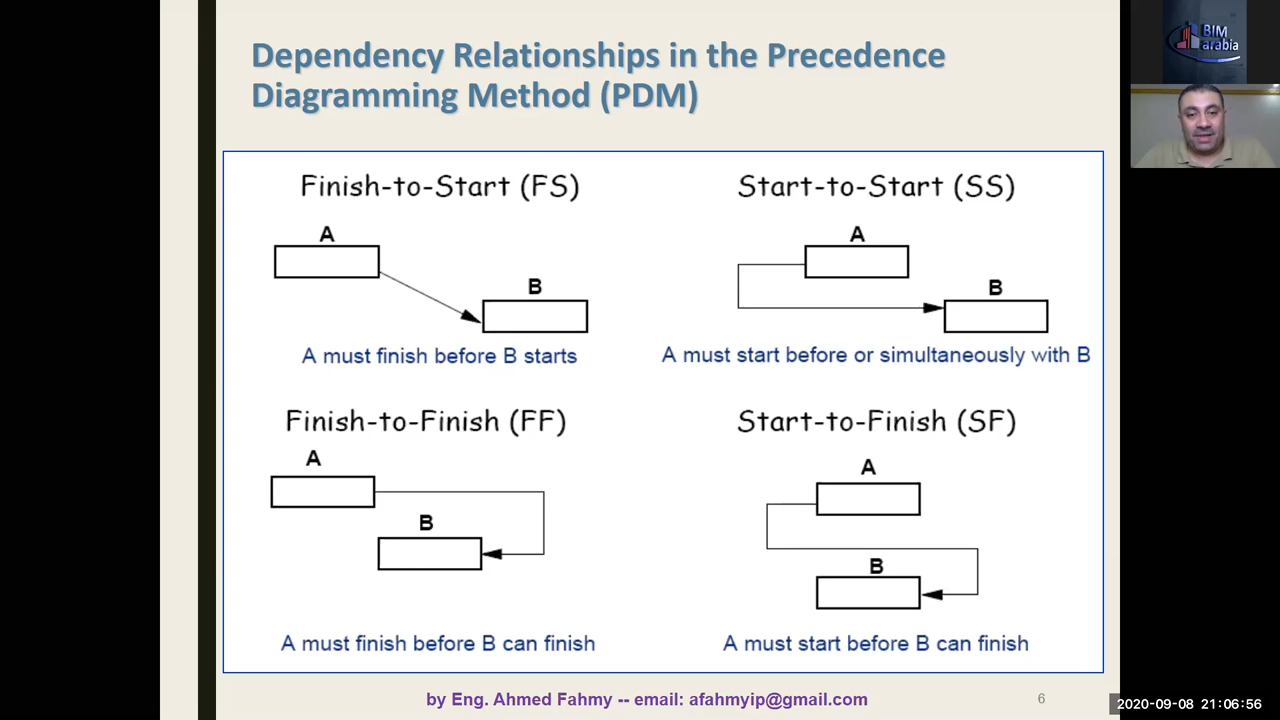 Dependency Relationships in the Precedence
Diagramming Method (PDM)
BIM
arabia
Finish-to-Start (FS)
A
B
A must finish before B starts
Start-to-Start (SS)
A
B
A must start before or simultaneously with B
Finish-to-Finish (FF)
A
B
A must finish before B can finish
Start-to-Finish (SF)
A
B
A must start before B can finish
by Eng. Ahmed Fahmy -- email: afahmyip@gmail.com
6
2020-09-08 21:06:56